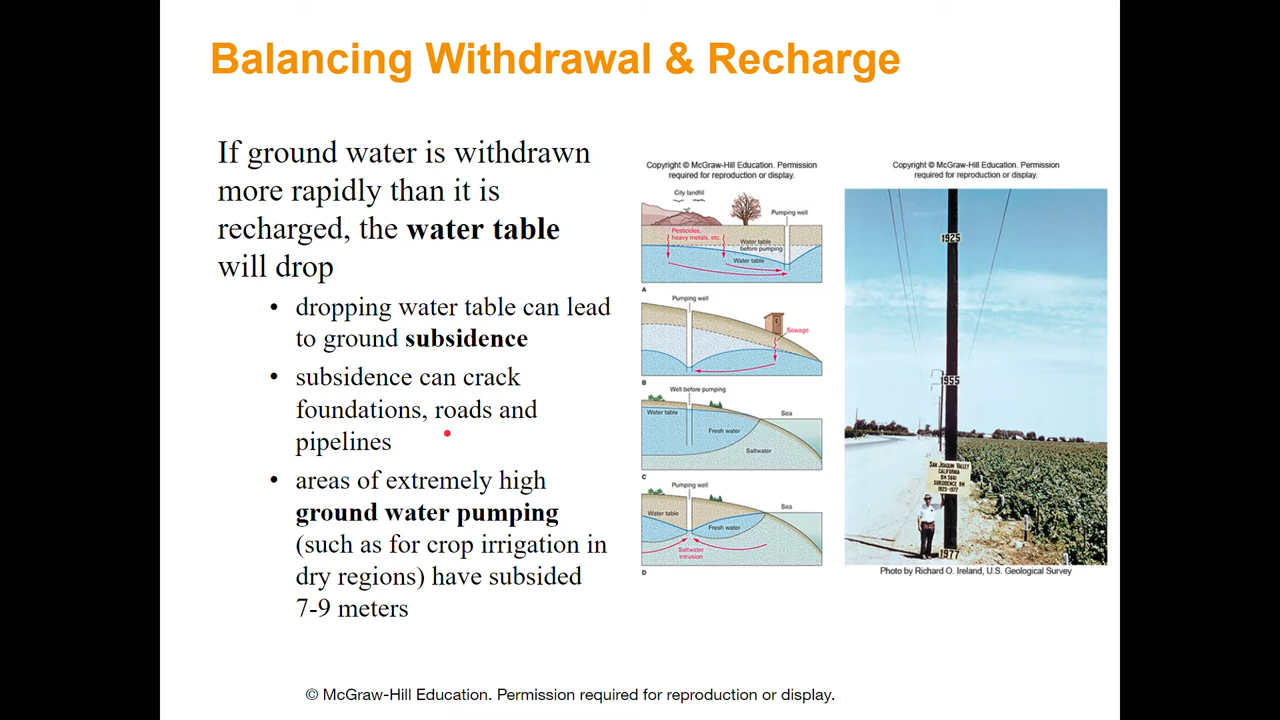 Balancing Withdrawal & Recharge
If ground water is withdrawn
more rapidly than it is
recharged, the water table
will drop
• dropping water table can lead
to ground subsidence
• subsidence can crack
foundations, roads and
pipelines
• areas of extremely high
ground water pumping
(such as for crop irrigation in
dry regions) have subsided
7-9 meters
Copyright © McGraw-Hill Education. Permission
required for reproduction or display.
City landfill
Pumping well
Pesticides,
heavy metals, etc.
Water table
before pumping
Water table
A
Pumping well
Sewage
B
Well before pumping
Water table
Sea
Fresh water
Saltwater
C
Pumping well
Sea
Water table
Fresh water
Saltwater
intrusion
D
Copyright © McGraw-Hill Education. Permission
required for reproduction or display.
1925
1955
SAN JOAQUIN VALLEY
CALIFORNIA
BM S661
SUBSIDENCE 9M
1925-1977
1977
Photo by Richard O. Ireland, U.S. Geological Survey
© McGraw-Hill Education. Permission required for reproduction or display.